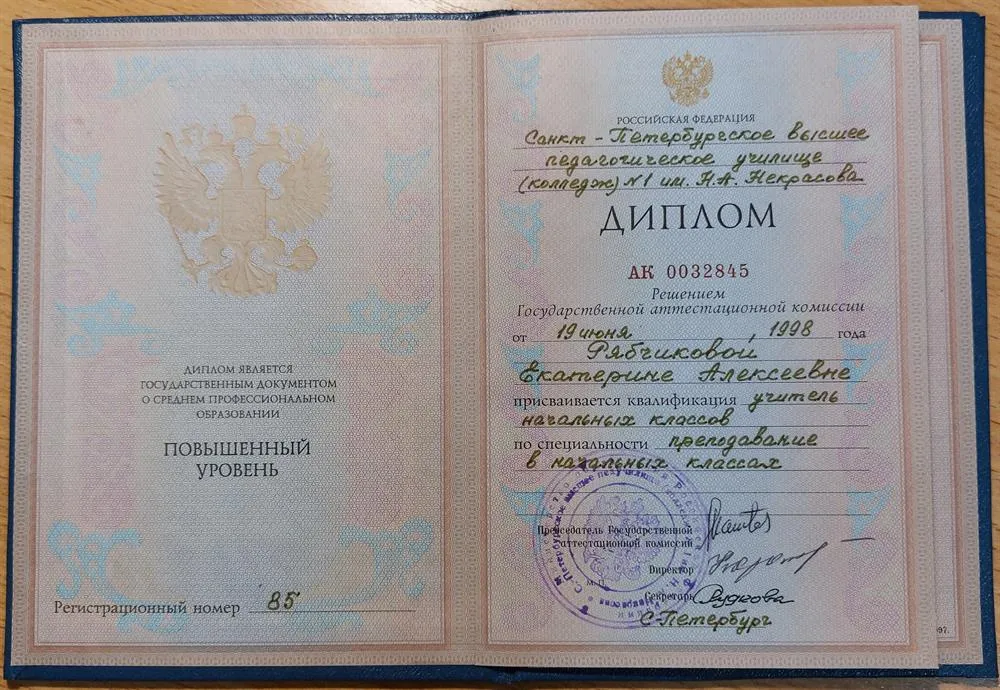 ДИПЛОМ ЯВЛЯЕТСЯ
ГОСУДАРСТВЕННЫМ ДОКУМЕНТОМ
О СРЕДНЕМ ПРОФЕССИОНАЛЬНОМ
ОБРАЗОВАНИИ
ПОВЫШЕННЫЙ
УРОВЕНЬ
Регистрационный номер 85
РОССИЙСКАЯ ФЕДЕРАЦИЯ
Санкт-Петербургское высшее
педагогическое училище
(колледж) №1 им. Н.А. Некрасова
ДИПЛОМ
АК 0032845
Решением
Государственной аттестационной комиссии
от 19 июня, 1998 года
Рябчиковой
Екатерине Алексеевне
присваивается квалификация учитель
начальных классов
по специальности преподавание
в начальных классах
Председатель Государственной
аттестационной комиссии
Директор
М.П.
Секретарь
С-Петербург
97.